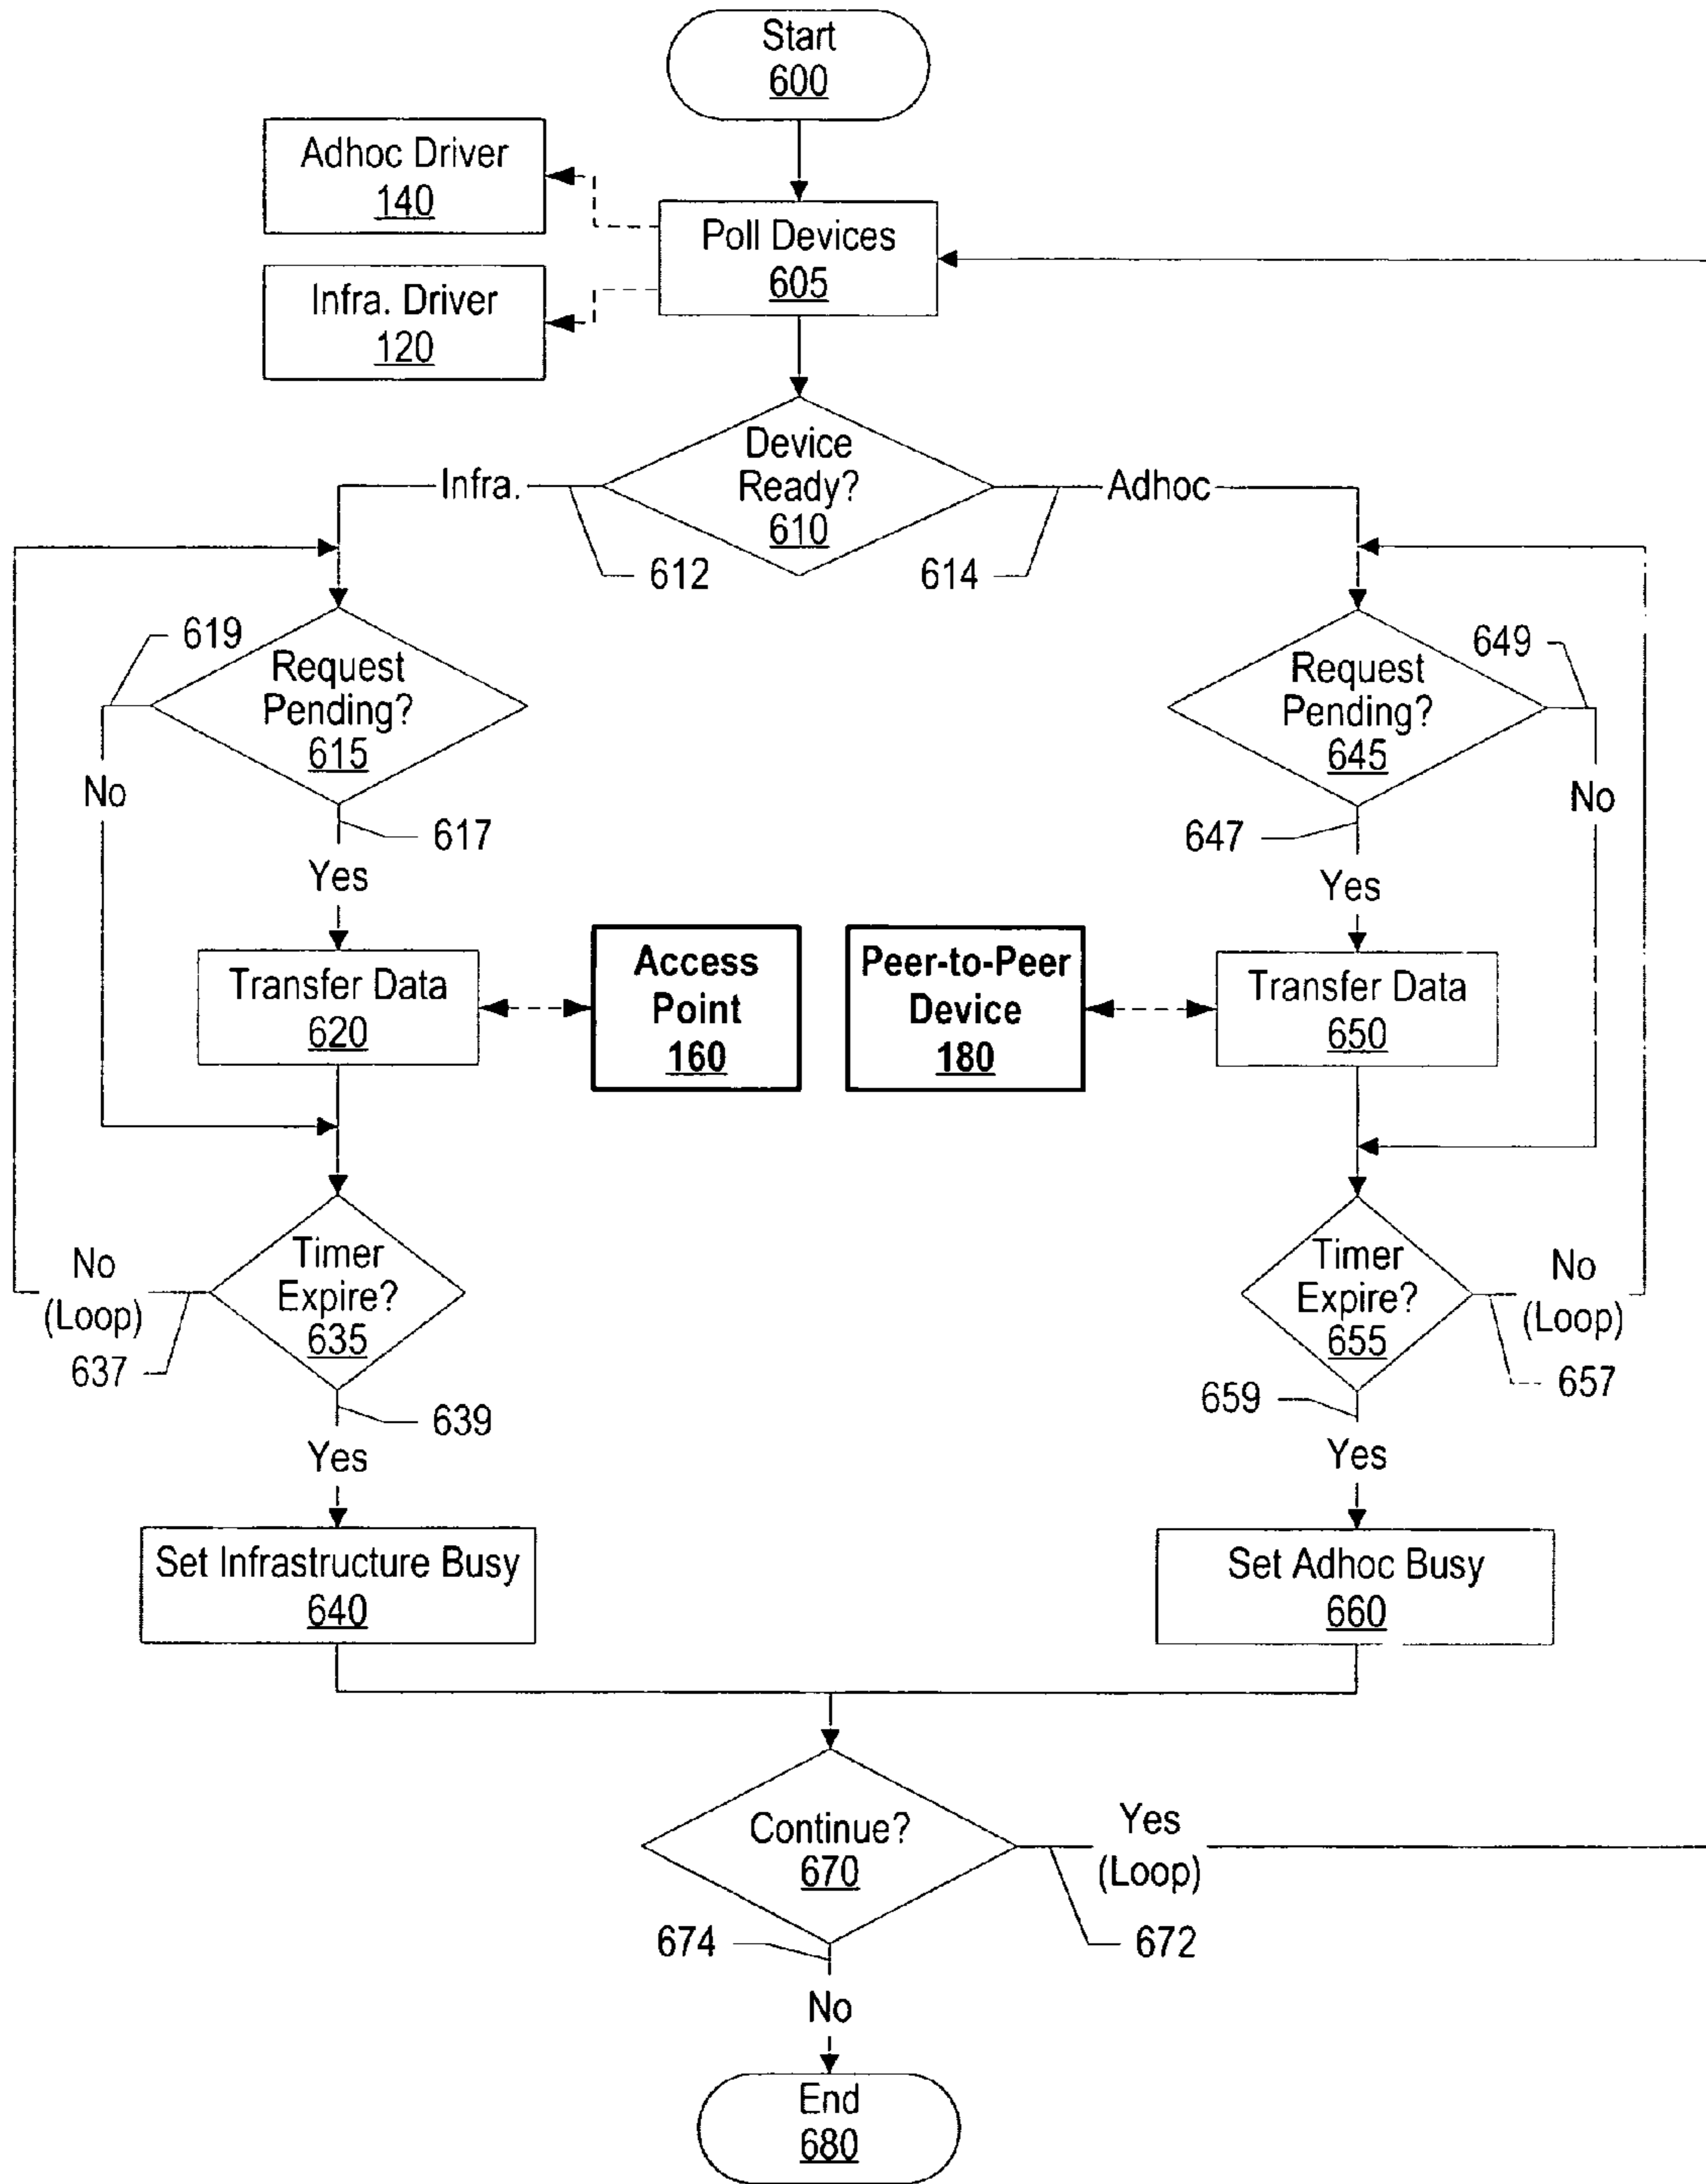 Start
600
Adhoc Driver
140
Poll Devices
605
Infra. Driver
120
Device
Ready?
610
Infra.
Adhoc
612
614
619
Request
Pending?
615
649
Request
Pending?
645
No
617
Yes
647
Yes
No
Transfer Data
620
Access
Point
160
Peer-to-Peer
Device
180
Transfer Data
650
Timer
Expire?
635
No
(Loop)
637
639
Yes
Timer
Expire?
655
No
(Loop)
657
659
Yes
Set Infrastructure Busy
640
Set Adhoc Busy
660
Continue?
670
Yes
(Loop)
672
674
No
End
680